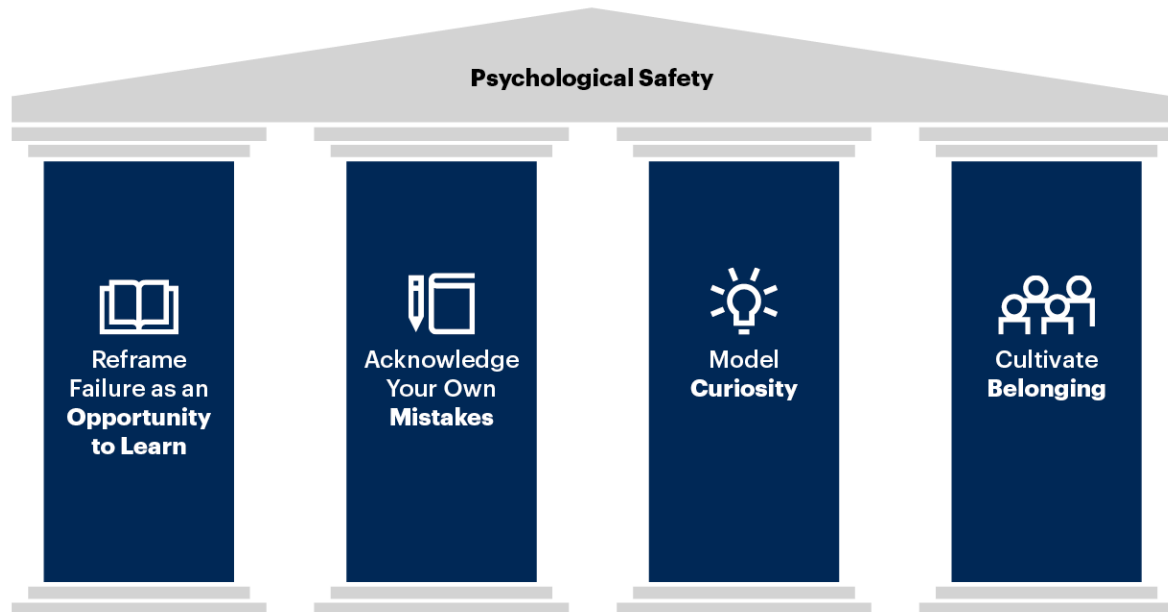 Psychological Safety
Reframe
Failure as an
Opportunity
to Learn
Acknowledge
Your Own
Mistakes
Model
Curiosity
Cultivate
Belonging